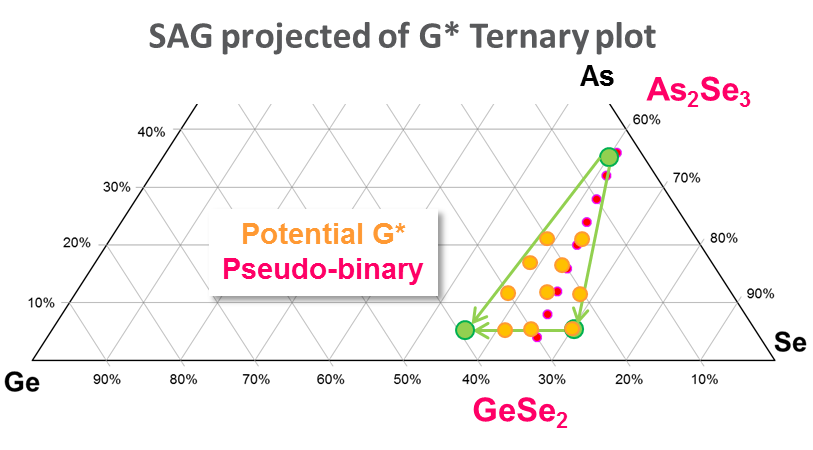 SAG projected of G* Ternary plot
As
As₂Se₃
40%
60%
30%
70%
Potential G*
Pseudo-binary
20%
80%
10%
90%
Se
Ge
90%
80%
70%
60%
50%
40%
30%
20%
10%
GeSe₂